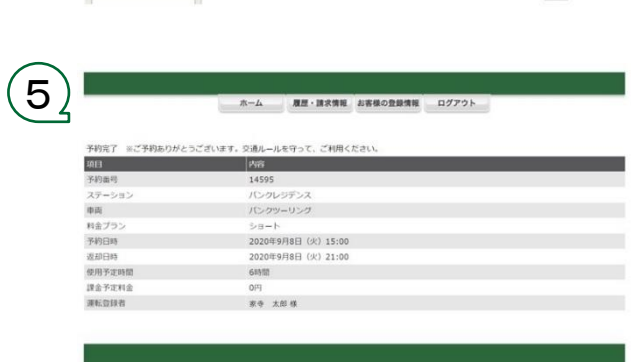 5
ホーム 履歴・請求情報 お客様の登録情報 ログアウト
予約完了 ※ご予約ありがとうございます。交通ルールを守って、ご利用ください。
項目 内容
予約番号 14595
ステーション バンクレジデンス
車両 バンクツーリング
料金プラン ショート
予約日時 2020年9月8日（火）15:00
返却日時 2020年9月8日（火）21:00
使用予定時間 6時間
課金予定料金 0円
運転登録者 家寺 太郎 様